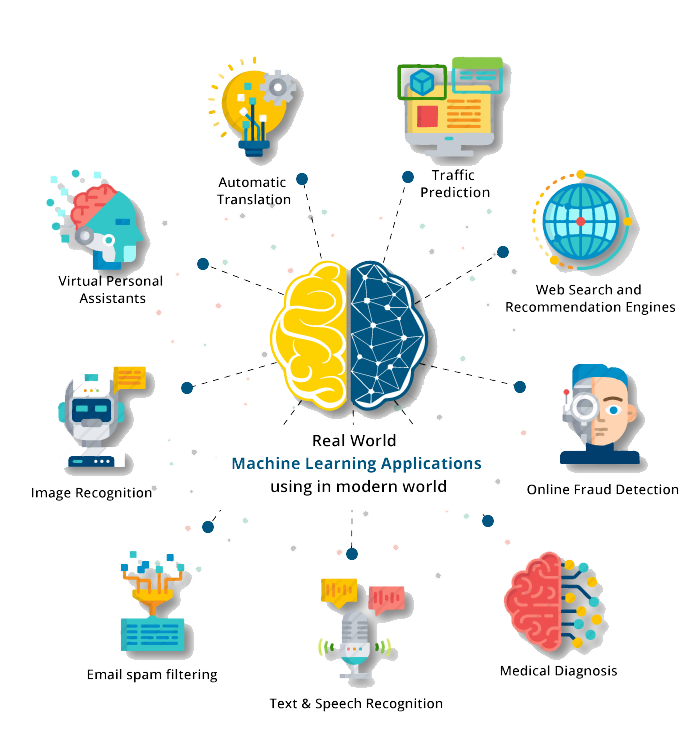 Automatic
Translation
Traffic
Prediction
Virtual Personal
Assistants
Web Search and
Recommendation Engines
Real World
Machine Learning Applications
using in modern world
Image Recognition
Online Fraud Detection
Email spam filtering
Medical Diagnosis
Text & Speech Recognition